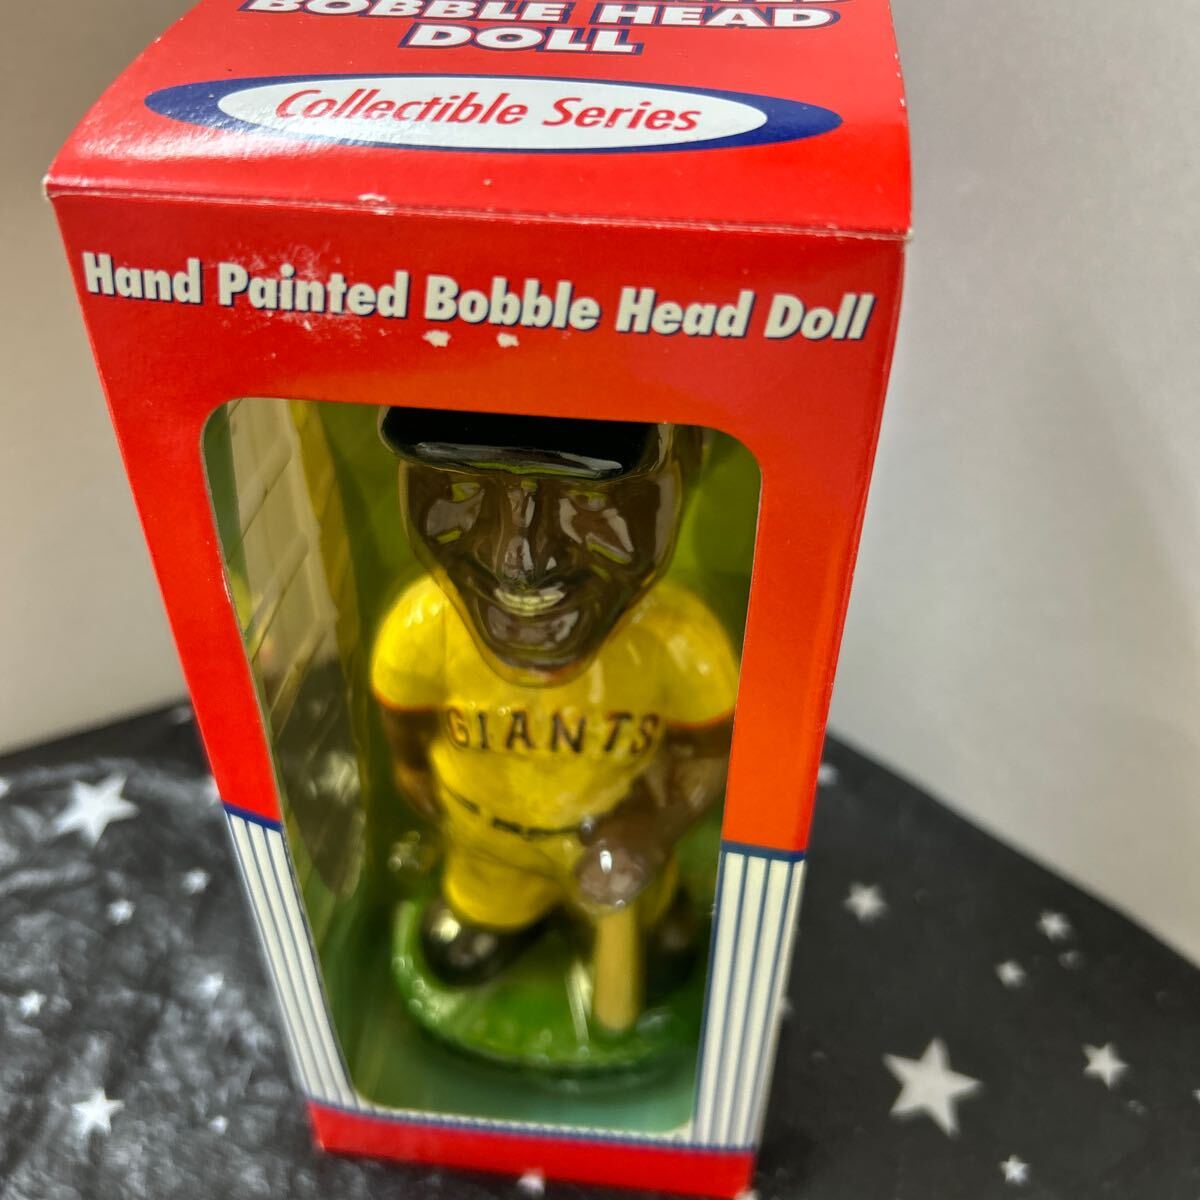 BOBBLE HEAD
DOLL
Collectible Series
Hand Painted Bobble Head Doll
GIANTS